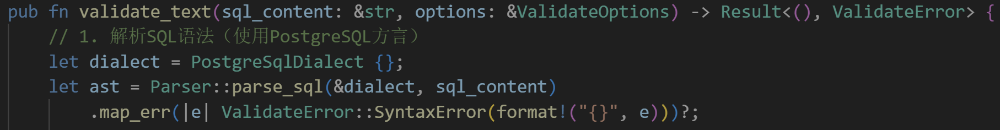 pub fn validate_text(sql_content: &str, options: &ValidateOptions) -> Result<(), ValidateError> {
// 1. 解析SQL语法（使用PostgreSQL方言）
let dialect = PostgreSqlDialect {};
let ast = Parser::parse_sql(&dialect, sql_content)
.map_err(|e| ValidateError::SyntaxError(format!("{}", e)))?;